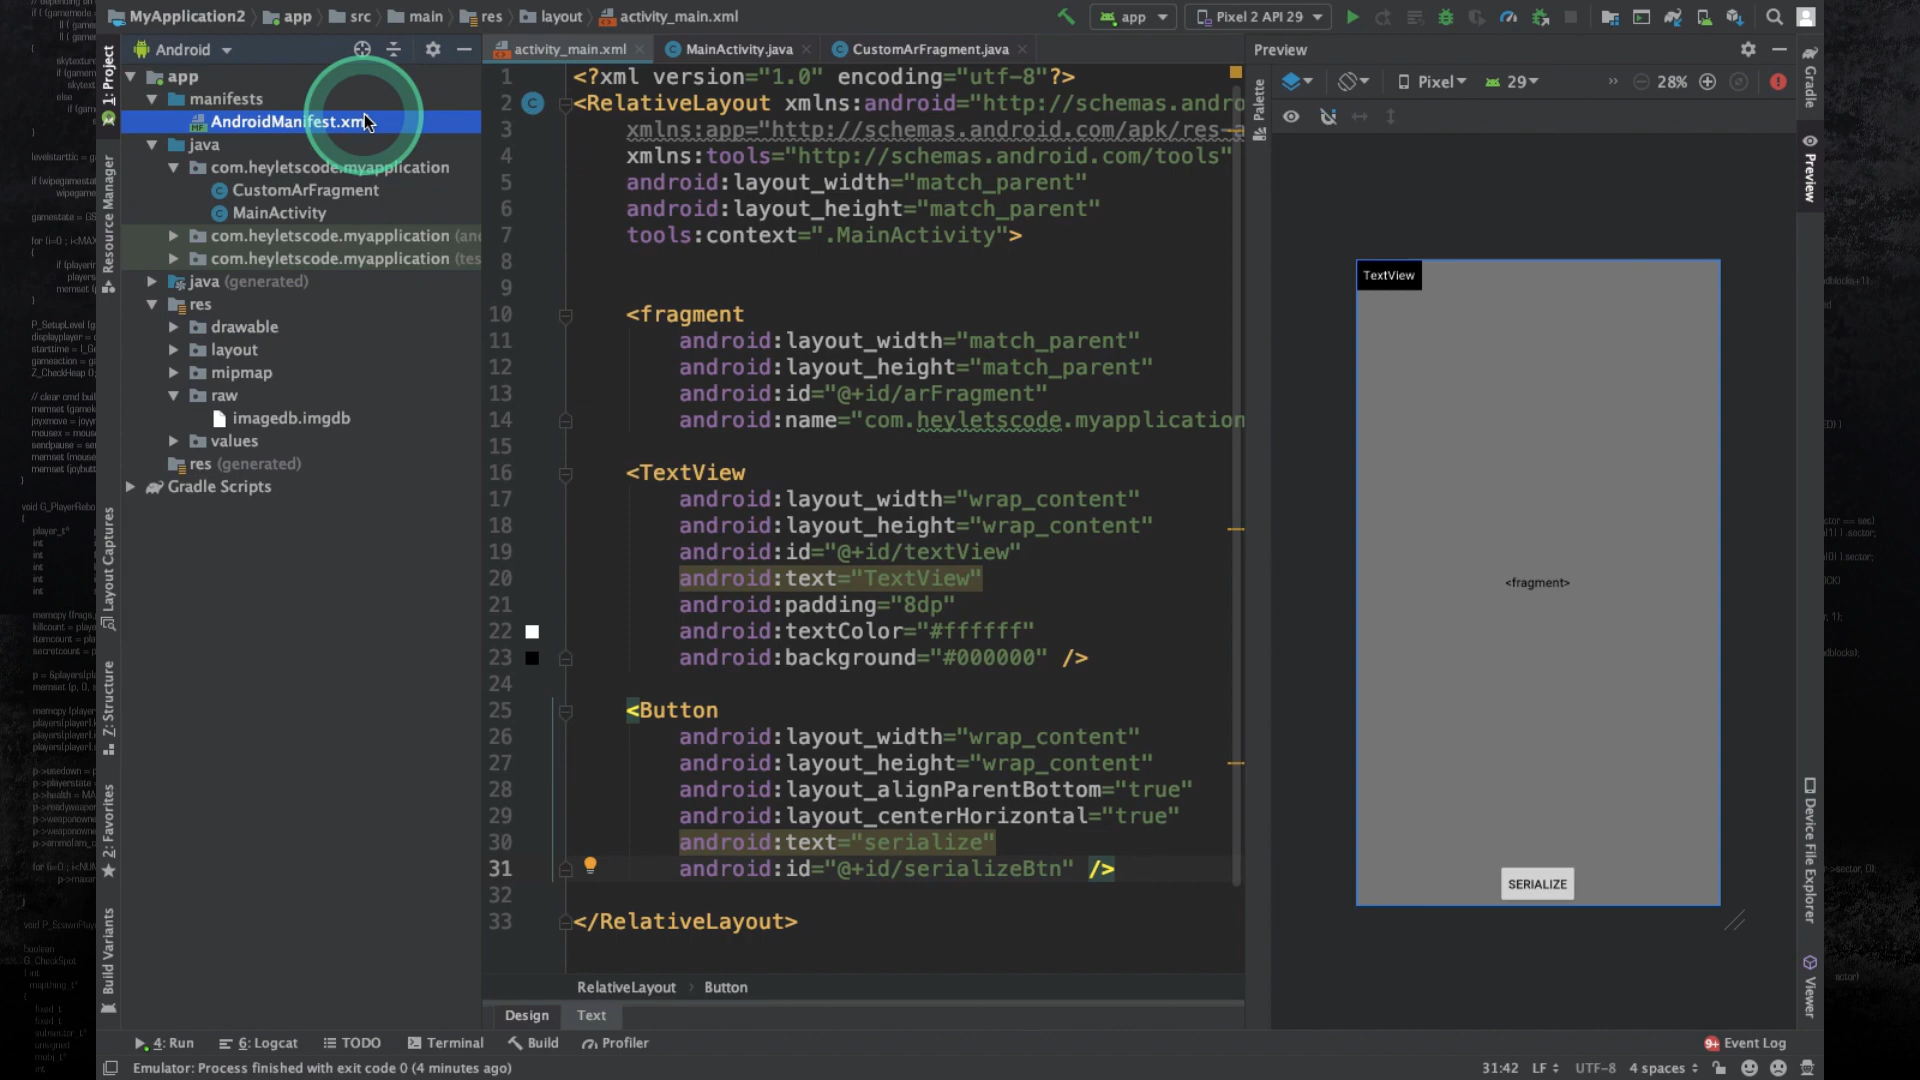 MyApplication2 app src main res layout activity_main.xml app Pixel 2 API 29
Android activity_main.xml MainActivity.java CustomArFragment.java Preview
1: Project
Resource Manager
Layout Captures
Z: Structure
2: Favorites
Build Variants
app
manifests
AndroidManifest.xm
java
com.heyletscode.myapplication
CustomArFragment
MainActivity
com.heyletscode.myapplication (and
com.heyletscode.myapplication (tes
java (generated)
res
drawable
layout
mipmap
raw
imagedb.imgdb
values
res (generated)
Gradle Scripts
1 <?xml version="1.0" encoding="utf-8"?>
2 <RelativeLayout xmlns:android="http://schemas.andro
3 xmlns:app="http://schemas.android.com/apk/res-a
4 xmlns:tools="http://schemas.android.com/tools"
5 android:layout_width="match_parent"
6 android:layout_height="match_parent"
7 tools:context=".MainActivity">
8
9
10 <fragment
11 android:layout_width="match_parent"
12 android:layout_height="match_parent"
13 android:id="@+id/arFragment"
14 android:name="com.heyletscode.myapplication
15
16 <TextView
17 android:layout_width="wrap_content"
18 android:layout_height="wrap_content"
19 android:id="@+id/textView"
20 android:text="TextView"
21 android:padding="8dp"
22 android:textColor="#ffffff"
23 android:background="#000000" />
24
25 <Button
26 android:layout_width="wrap_content"
27 android:layout_height="wrap_content"
28 android:layout_alignParentBottom="true"
29 android:layout_centerHorizontal="true"
30 android:text="serialize"
31 android:id="@+id/serializeBtn" />
32
33 </RelativeLayout>
RelativeLayout Button
Design Text
Palette
Pixel 29 28%
TextView
<fragment>
SERIALIZE
Gradle
Preview
Device File Explorer
Viewer
4: Run 6: Logcat TODO Terminal Build Profiler 9+ Event Log
Emulator: Process finished with exit code 0 (4 minutes ago) 31:42 LF UTF-8 4 spaces